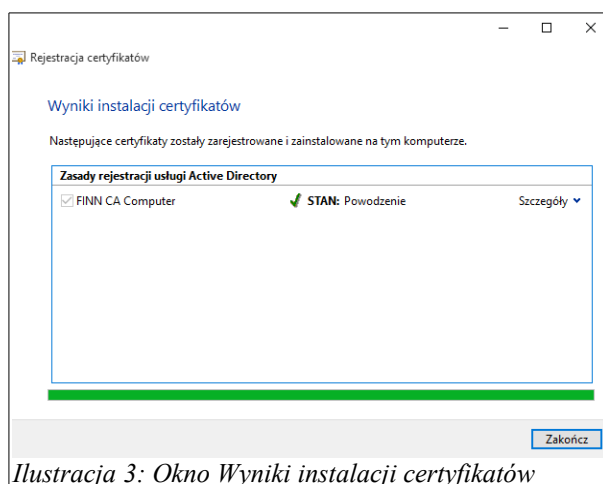 Rejestracja certyfikatów
Wyniki instalacji certyfikatów
Następujące certyfikaty zostały zarejestrowane i zainstalowane na tym komputerze.
Zasady rejestracji usługi Active Directory
FINN CA Computer STAN: Powodzenie Szczegóły
Zakończ
Ilustracja 3: Okno Wyniki instalacji certyfikatów